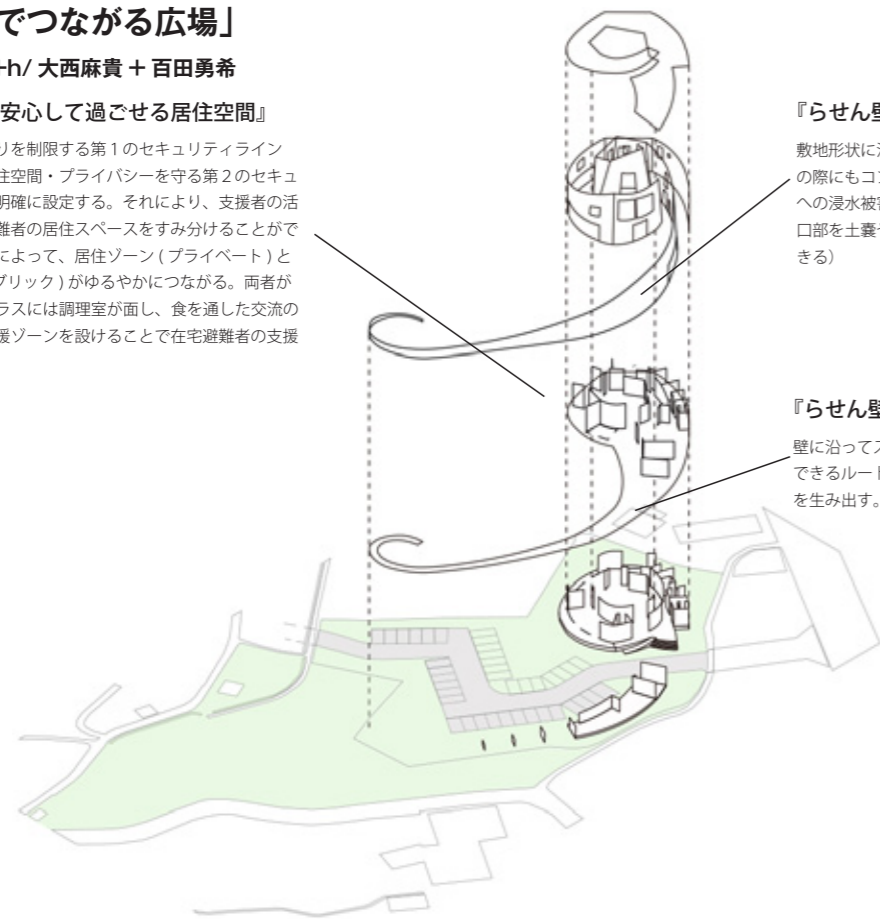 でつながる広場」
+h/ 大西麻貴 + 百田勇希
安心して過ごせる居住空間』
りを制限する第１のセキュリティライン
住空間・プライバシーを守る第２のセキュ
明確に設定する。それにより、支援者の活
難者の居住スペースをすみ分けることがで
によって、居住ゾーン ( プライベート ) と
ブリック ) がゆるやかにつながる。両者が
ラスには調理室が面し、食を通した交流の
援ゾーンを設けることで在宅避難者の支援
『らせん壁
敷地形状に沿
の際にもコン
への浸水被害
口部を土嚢や
きる）
『らせん壁
壁に沿ってス
できるルート
を生み出す。